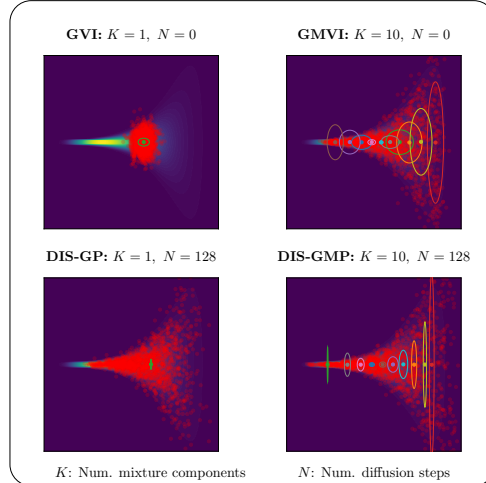 GVI: K = 1, N = 0
GMVI: K = 10, N = 0
DIS-GP: K = 1, N = 128
DIS-GMP: K = 10, N = 128
K: Num. mixture components
N: Num. diffusion steps